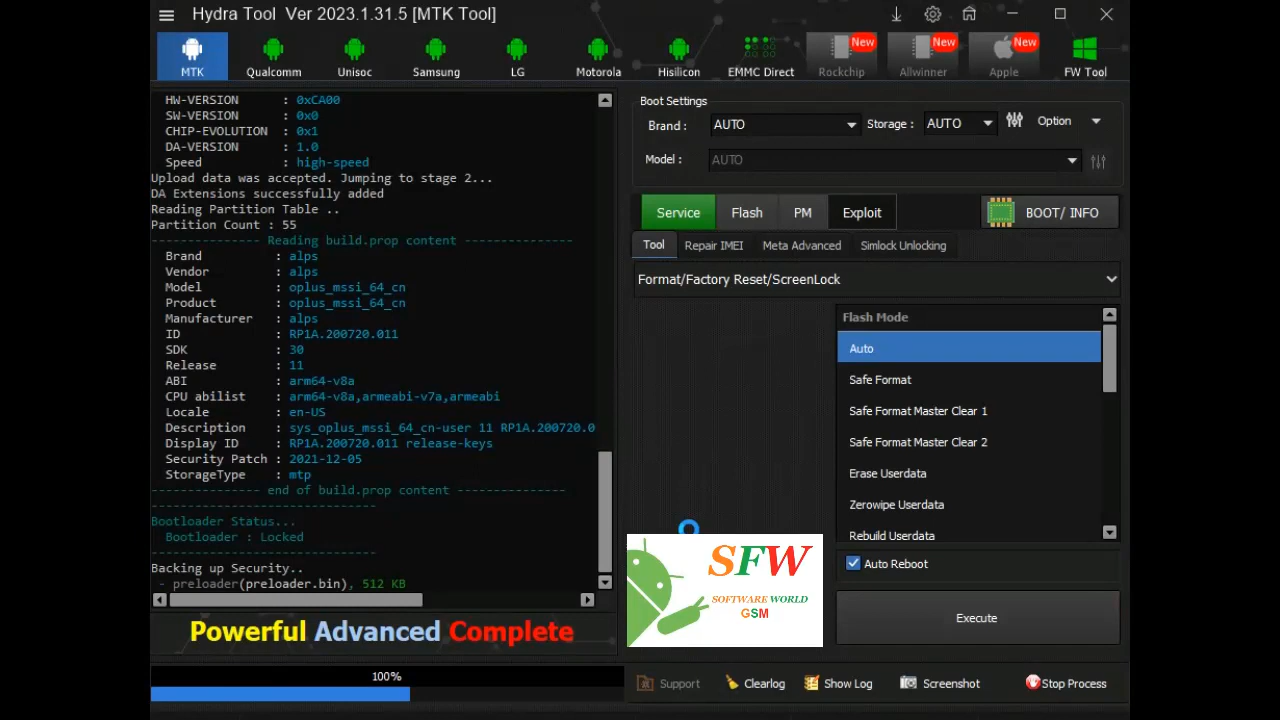 Hydra Tool Ver 2023.1.31.5 [MTK Tool]
MTK
Qualcomm
Unisoc
Samsung
LG
Motorola
Hisilicon
EMMC Direct
New
Rockchip
New
Allwinner
New
Apple
FW Tool
HW-VERSION : 0xCA00
SW-VERSION : 0x0
CHIP-EVOLUTION : 0x1
DA-VERSION : 1.0
Speed : high-speed
Upload data was accepted. Jumping to stage 2...
DA Extensions successfully added
Reading Partition Table ..
Partition Count : 55
-------------- Reading build.prop content ---------------
Brand : alps
Vendor : alps
Model : oplus_mssi_64_cn
Product : oplus_mssi_64_cn
Manufacturer : alps
ID : RP1A.200720.011
SDK : 30
Release : 11
ABI : arm64-v8a
CPU abilist : arm64-v8a,armeabi-v7a,armeabi
Locale : en-US
Description : sys_oplus_mssi_64_cn-user 11 RP1A.200720.0
Display ID : RP1A.200720.011 release-keys
Security Patch : 2021-12-05
StorageType : mtp
-------------- end of build.prop content --------------
-----------------------------
Bootloader Status...
Bootloader : Locked
-----------------------------
Backing up Security..
- preloader(preloader.bin), 512 KB
Powerful Advanced Complete
100%
Boot Settings
Brand : AUTO Storage : AUTO Option
Model : AUTO
Service Flash PM Exploit BOOT/ INFO
Tool Repair IMEI Meta Advanced Simlock Unlocking
Format/Factory Reset/ScreenLock
Flash Mode
Auto
Safe Format
Safe Format Master Clear 1
Safe Format Master Clear 2
Erase Userdata
Zerowipe Userdata
Rebuild Userdata
Auto Reboot
Execute
SFW
SOFTWARE WORLD
GSM
Support Clearlog Show Log Screenshot Stop Process